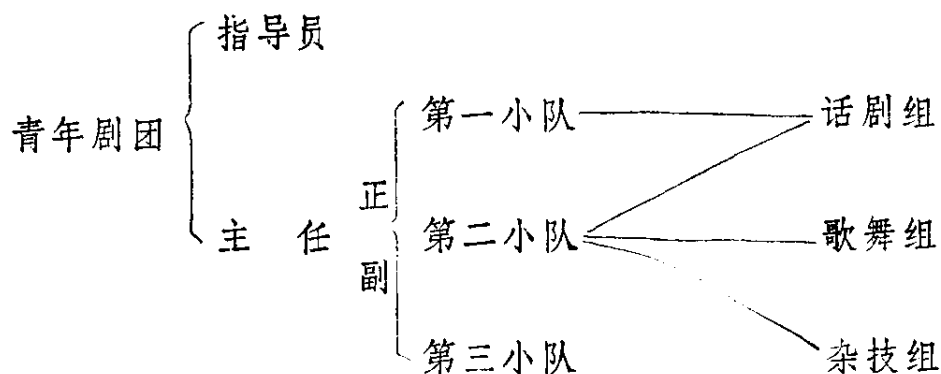 指导员
第一小队 话剧组
青年剧团
正
主 任 第二小队 歌舞组
副
第三小队 杂技组